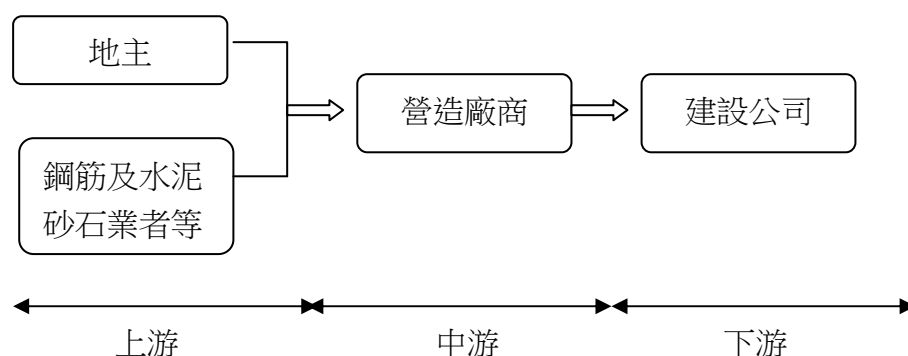 地主
營造廠商
建設公司
鋼筋及水泥
砂石業者等
上游
中游
下游